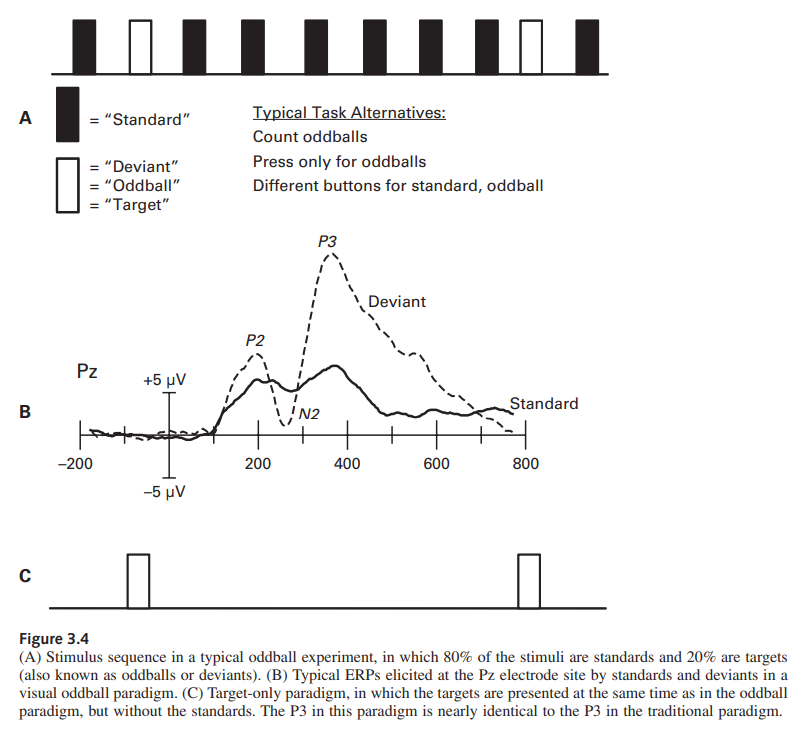 A
= “Standard”
= “Deviant”
= “Oddball”
= “Target”
Typical Task Alternatives:
Count oddballs
Press only for oddballs
Different buttons for standard, oddball
P3
Deviant
P2
Pz
+5 µV
B
N2
Standard
–200
200
400
600
800
–5 µV
C
Figure 3.4
(A) Stimulus sequence in a typical oddball experiment, in which 80% of the stimuli are standards and 20% are targets
(also known as oddballs or deviants). (B) Typical ERPs elicited at the Pz electrode site by standards and deviants in a
visual oddball paradigm. (C) Target-only paradigm, in which the targets are presented at the same time as in the oddball
paradigm, but without the standards. The P3 in this paradigm is nearly identical to the P3 in the traditional paradigm.